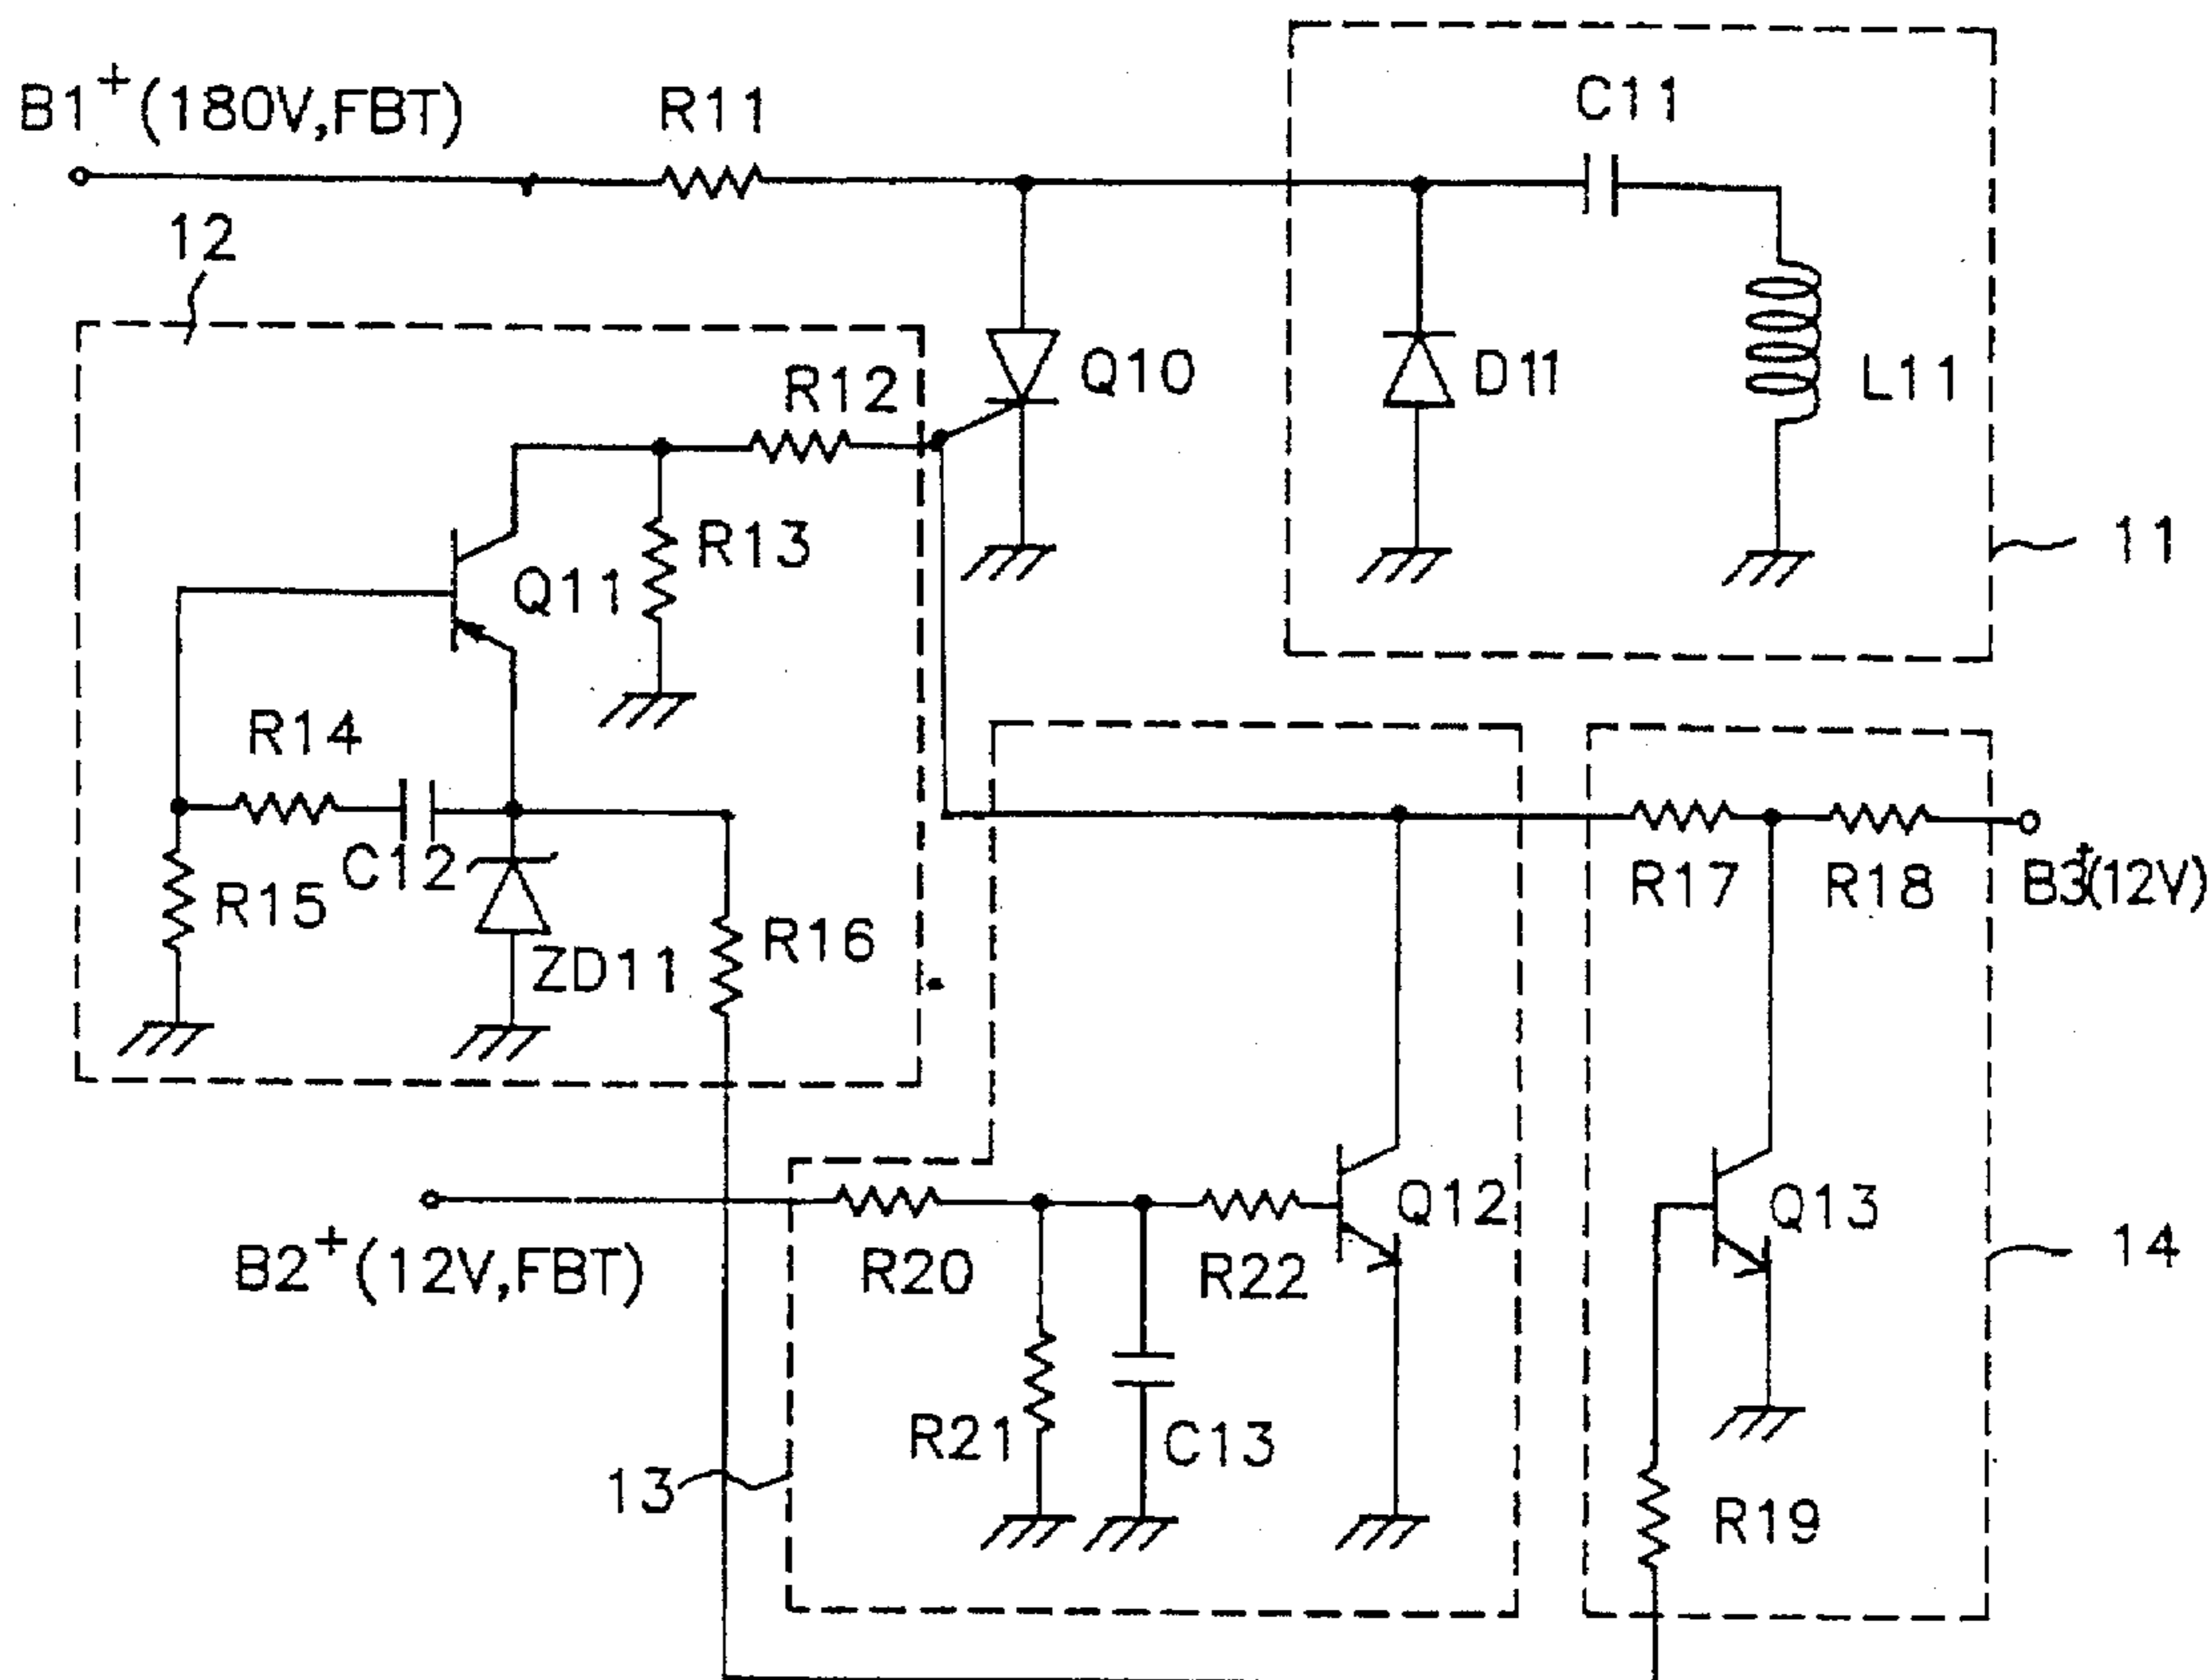 B1+(180V,FBT)
R11
C11
12
Q10
D11
L11
R12
R13
Q11
11
R14
C12
R15
ZD11
R16
R17
R18
B3+(12V)
B2+(12V,FBT)
R20
R22
Q12
Q13
14
R21
C13
13
R19